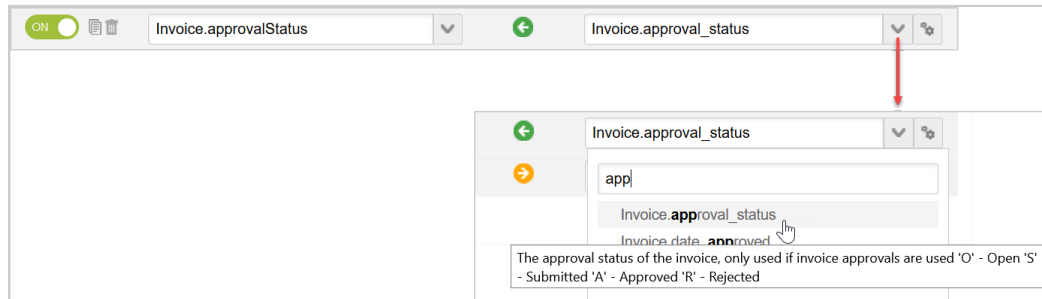 ON Invoice.approvalStatus Invoice.approval_status
Invoice.approval_status
app
Invoice.approval_status
Invoice.date_approved
The approval status of the invoice, only used if invoice approvals are used 'O' - Open 'S'
- Submitted 'A' - Approved 'R' - Rejected